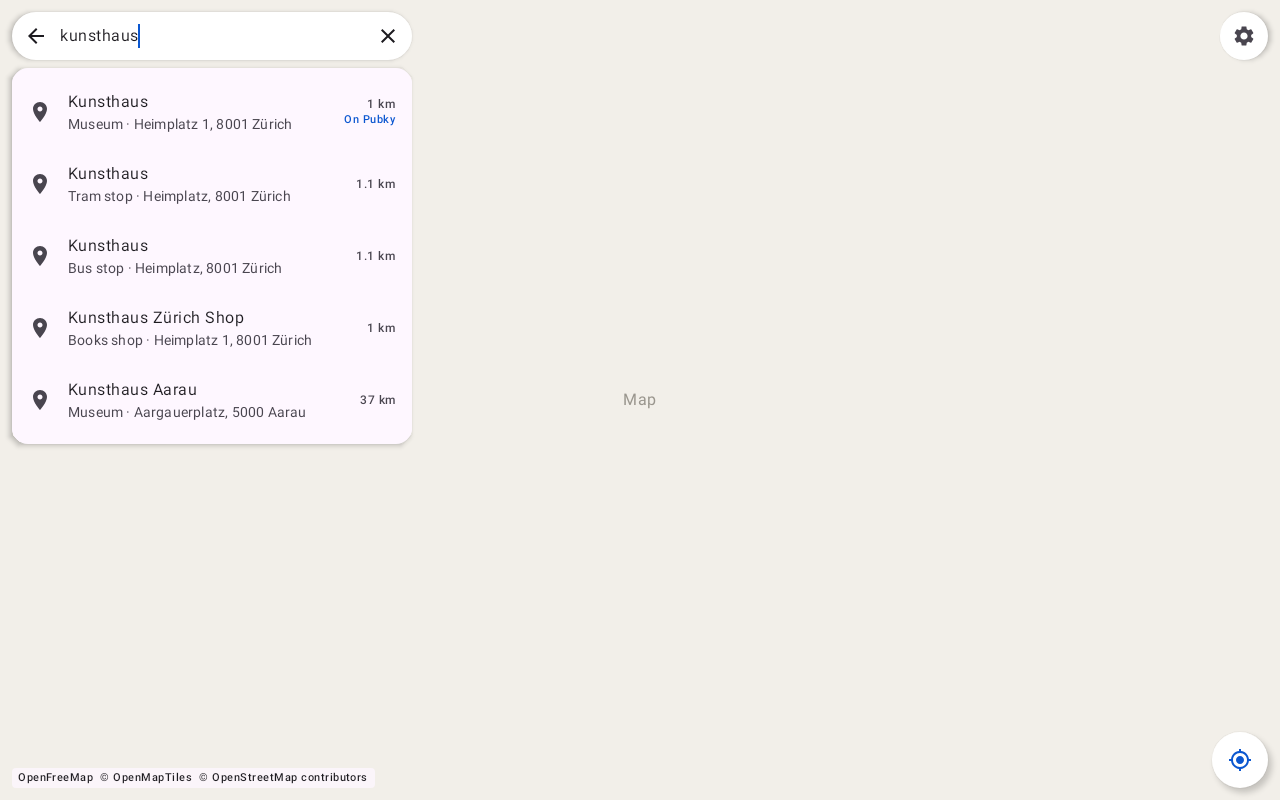 kunsthaus
Kunsthaus
Museum · Heimplatz 1, 8001 Zürich
1 km
On Pubky
Kunsthaus
Tram stop · Heimplatz, 8001 Zürich
1.1 km
Kunsthaus
Bus stop · Heimplatz, 8001 Zürich
1.1 km
Kunsthaus Zürich Shop
Books shop · Heimplatz 1, 8001 Zürich
1 km
Kunsthaus Aarau
Museum · Aargauerplatz, 5000 Aarau
37 km
Map
OpenFreeMap © OpenMapTiles © OpenStreetMap contributors